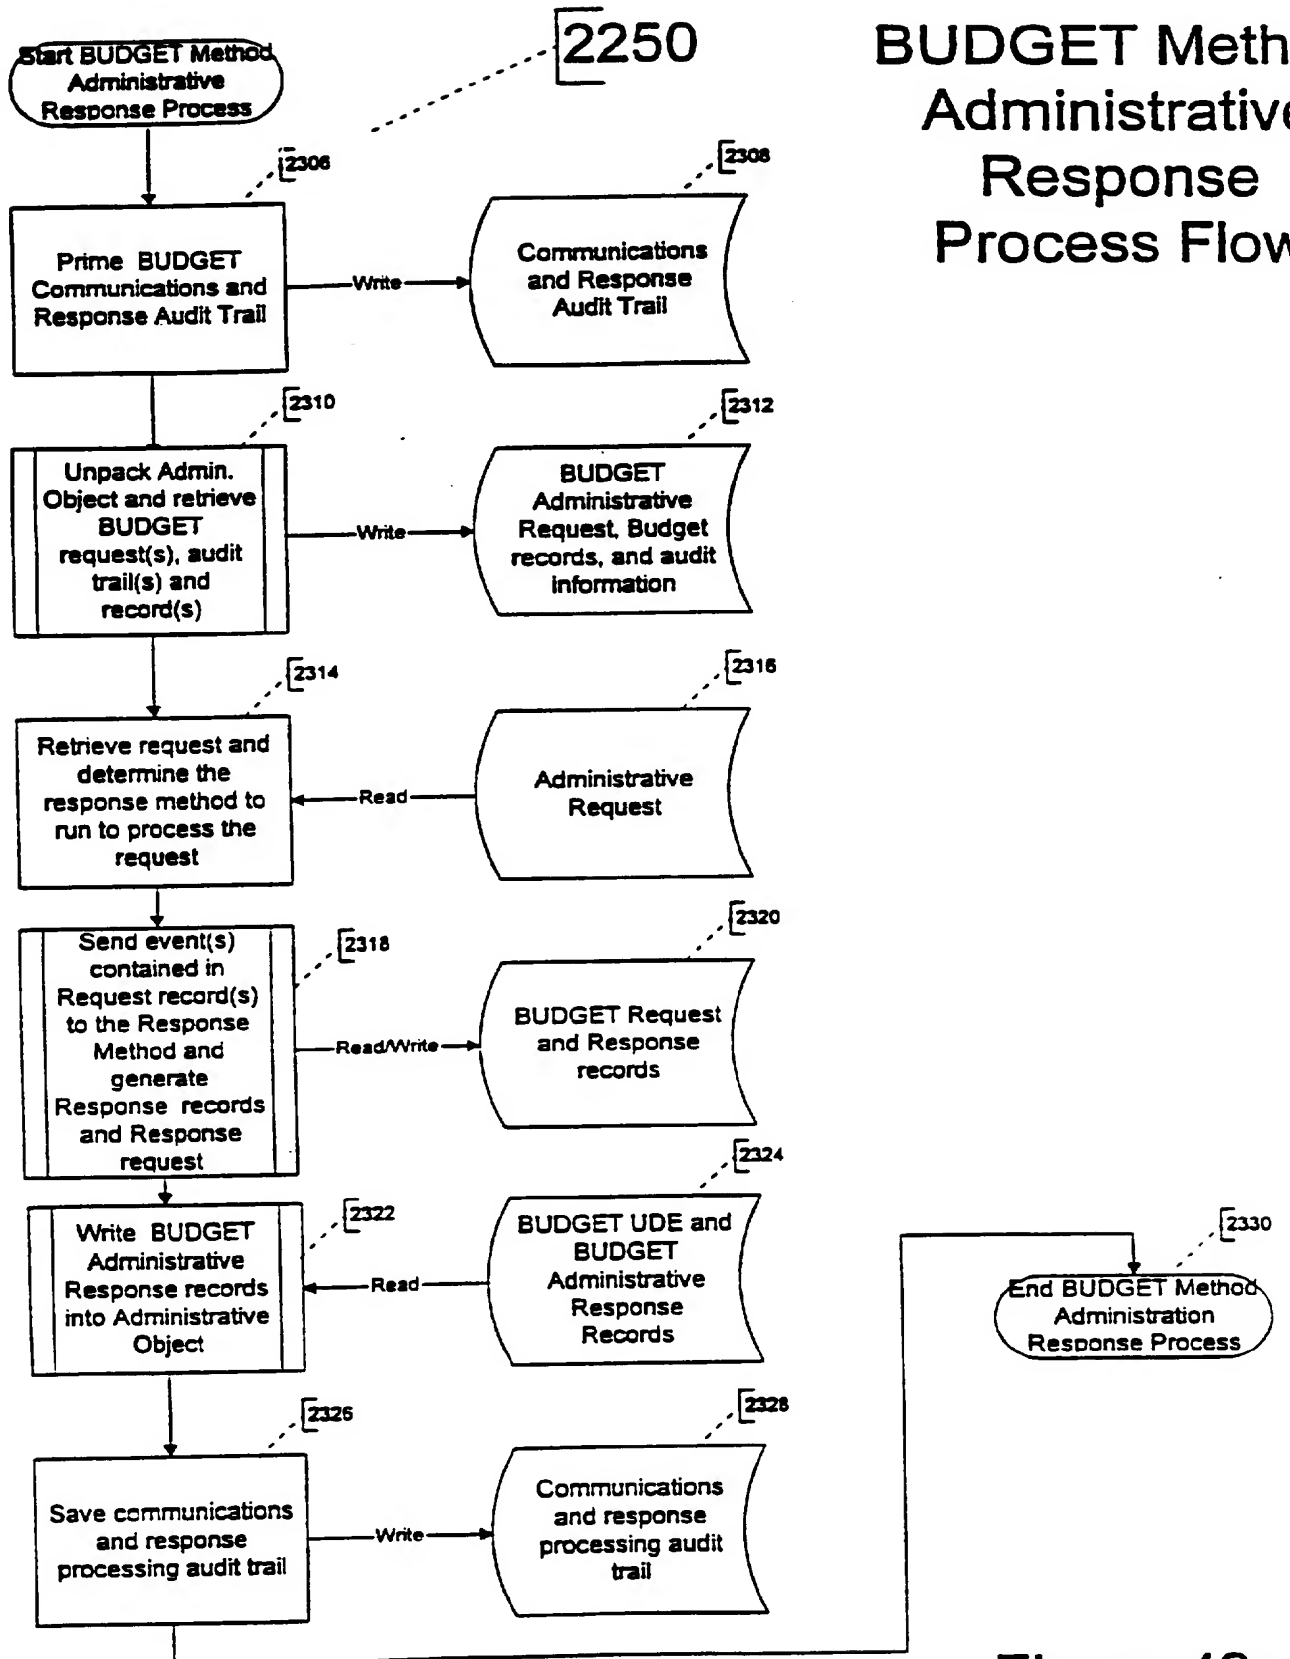 Start BUDGET Method
Administrative
Response Process
2250
BUDGET Meth
Administrative
Response
Process Flow
2306
2308
Prime BUDGET
Communications and
Response Audit Trail
Write
Communications
and Response
Audit Trail
2310
2312
Unpack Admin.
Object and retrieve
BUDGET
request(s), audit
trail(s) and
record(s)
Write
BUDGET
Administrative
Request, Budget
records, and audit
information
2314
2316
Retrieve request and
determine the
response method to
run to process the
request
Read
Administrative
Request
2318
2320
Send event(s)
contained in
Request record(s)
to the Response
Method and
generate
Response records
and Response
request
Read/Write
BUDGET Request
and Response
records
2322
2324
Write BUDGET
Administrative
Response records
into Administrative
Object
Read
BUDGET UDE and
BUDGET
Administrative
Response
Records
2330
End BUDGET Method
Administration
Response Process
2326
2328
Save communications
and response
processing audit trail
Write
Communications
and response
processing audit
trail